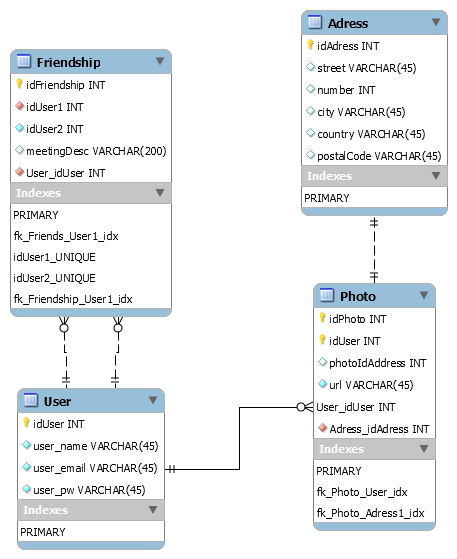 Friendship
idFriendship INT
idUser1 INT
idUser2 INT
meetingDesc VARCHAR(200)
User_idUser INT
Indexes
PRIMARY
fk_Friends_User1_idx
idUser1_UNIQUE
idUser2_UNIQUE
fk_Friendship_User1_idx
Adress
idAdress INT
street VARCHAR(45)
number INT
city VARCHAR(45)
country VARCHAR(45)
postalCode VARCHAR(45)
Indexes
PRIMARY
User
idUser INT
user_name VARCHAR(45)
user_email VARCHAR(45)
user_pw VARCHAR(45)
Indexes
PRIMARY
Photo
idPhoto INT
idUser INT
photoIdAddress INT
url VARCHAR(45)
User_idUser INT
Adress_idAdress INT
Indexes
PRIMARY
fk_Photo_User_idx
fk_Photo_Adress1_idx